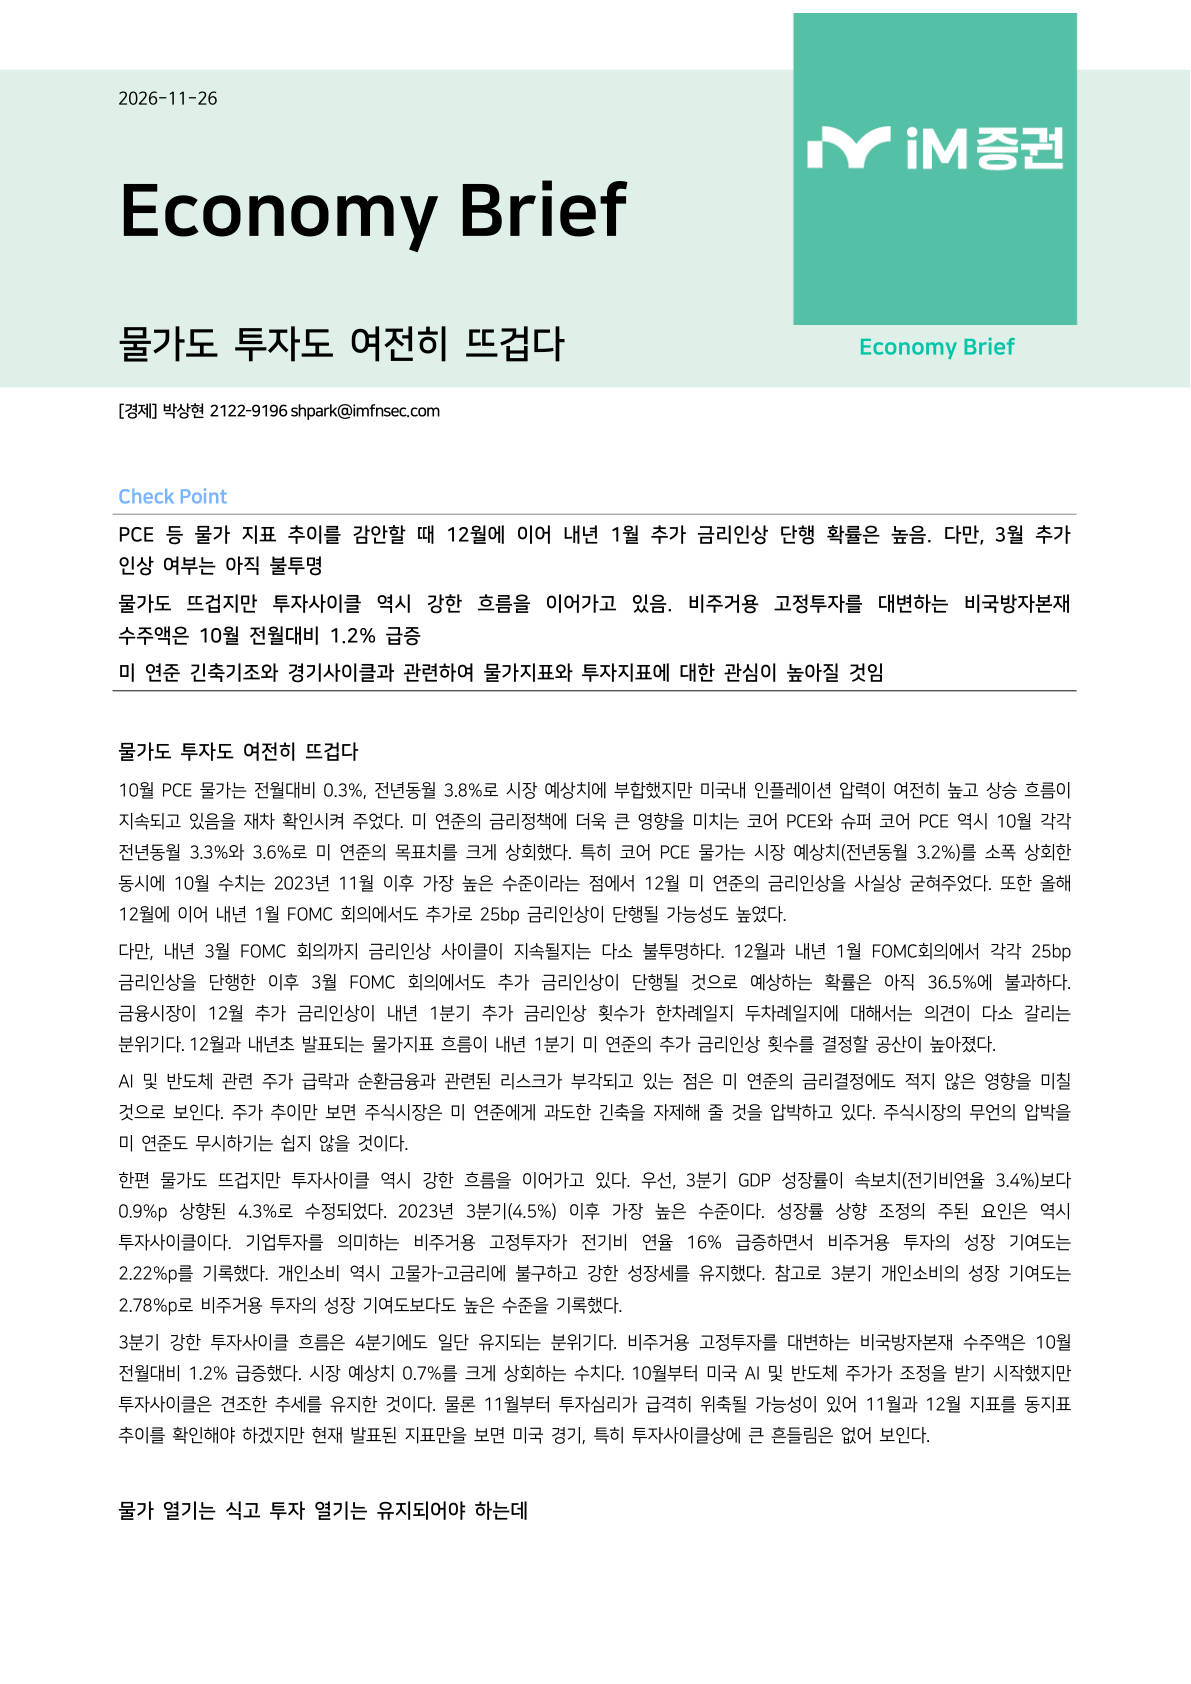 2026-11-26
iM증권
Economy Brief
물가도 투자도 여전히 뜨겁다
Economy Brief
[경제] 박상현 2122-9196 shpark@imfnsec.com
Check Point
PCE 등 물가 지표 추이를 감안할 때 12월에 이어 내년 1월 추가 금리인상 단행 확률은 높음. 다만, 3월 추가
인상 여부는 아직 불투명
물가도 뜨겁지만 투자사이클 역시 강한 흐름을 이어가고 있음. 비주거용 고정투자를 대변하는 비국방자본재
수주액은 10월 전월대비 1.2% 급증
미 연준 긴축기조와 경기사이클과 관련하여 물가지표와 투자지표에 대한 관심이 높아질 것임
물가도 투자도 여전히 뜨겁다
10월 PCE 물가는 전월대비 0.3%, 전년동월 3.8%로 시장 예상치에 부합했지만 미국내 인플레이션 압력이 여전히 높고 상승 흐름이
지속되고 있음을 재차 확인시켜 주었다. 미 연준의 금리정책에 더욱 큰 영향을 미치는 코어 PCE와 슈퍼 코어 PCE 역시 10월 각각
전년동월 3.3%와 3.6%로 미 연준의 목표치를 크게 상회했다. 특히 코어 PCE 물가는 시장 예상치(전년동월 3.2%)를 소폭 상회한
동시에 10월 수치는 2023년 11월 이후 가장 높은 수준이라는 점에서 12월 미 연준의 금리인상을 사실상 굳혀주었다. 또한 올해
12월에 이어 내년 1월 FOMC 회의에서도 추가로 25bp 금리인상이 단행될 가능성도 높였다.
다만, 내년 3월 FOMC 회의까지 금리인상 사이클이 지속될지는 다소 불투명하다. 12월과 내년 1월 FOMC회의에서 각각 25bp
금리인상을 단행한 이후 3월 FOMC 회의에서도 추가 금리인상이 단행될 것으로 예상하는 확률은 아직 36.5%에 불과하다.
금융시장이 12월 추가 금리인상이 내년 1분기 추가 금리인상 횟수가 한차례일지 두차례일지에 대해서는 의견이 다소 갈리는
분위기다. 12월과 내년초 발표되는 물가지표 흐름이 내년 1분기 미 연준의 추가 금리인상 횟수를 결정할 공산이 높아졌다.
AI 및 반도체 관련 주가 급락과 순환금융과 관련된 리스크가 부각되고 있는 점은 미 연준의 금리결정에도 적지 않은 영향을 미칠
것으로 보인다. 주가 추이만 보면 주식시장은 미 연준에게 과도한 긴축을 자제해 줄 것을 압박하고 있다. 주식시장의 무언의 압박을
미 연준도 무시하기는 쉽지 않을 것이다.
한편 물가도 뜨겁지만 투자사이클 역시 강한 흐름을 이어가고 있다. 우선, 3분기 GDP 성장률이 속보치(전기비연율 3.4%)보다
0.9%p 상향된 4.3%로 수정되었다. 2023년 3분기(4.5%) 이후 가장 높은 수준이다. 성장률 상향 조정의 주된 요인은 역시
투자사이클이다. 기업투자를 의미하는 비주거용 고정투자가 전기비 연율 16% 급증하면서 비주거용 투자의 성장 기여도는
2.22%p를 기록했다. 개인소비 역시 고물가-고금리에 불구하고 강한 성장세를 유지했다. 참고로 3분기 개인소비의 성장 기여도는
2.78%p로 비주거용 투자의 성장 기여도보다도 높은 수준을 기록했다.
3분기 강한 투자사이클 흐름은 4분기에도 일단 유지되는 분위기다. 비주거용 고정투자를 대변하는 비국방자본재 수주액은 10월
전월대비 1.2% 급증했다. 시장 예상치 0.7%를 크게 상회하는 수치다. 10월부터 미국 AI 및 반도체 주가가 조정을 받기 시작했지만
투자사이클은 견조한 추세를 유지한 것이다. 물론 11월부터 투자심리가 급격히 위축될 가능성이 있어 11월과 12월 지표를 동지표
추이를 확인해야 하겠지만 현재 발표된 지표만을 보면 미국 경기, 특히 투자사이클상에 큰 흔들림은 없어 보인다.
물가 열기는 식고 투자 열기는 유지되어야 하는데